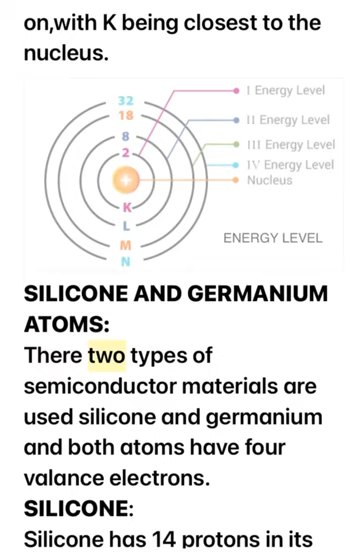 on,with K being closest to the
nucleus.
32
18
8
2
K
L
M
N
I Energy Level
II Energy Level
III Energy Level
IV Energy Level
Nucleus
ENERGY LEVEL
SILICONE AND GERMANIUM
ATOMS:
There two types of
semiconductor materials are
used silicone and germanium
and both atoms have four
valance electrons.
SILICONE:
Silicone has 14 protons in its